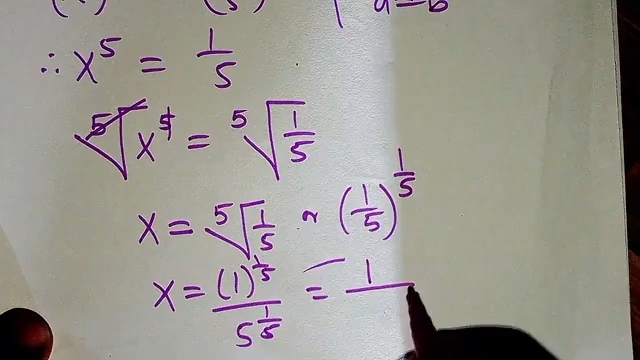 a = b
∴ x⁵ = 1/5
⁵√x⁵ = ⁵√(1/5)
x = ⁵√(1/5) ~ (1/5)^(1/5)
x = (1)^(1/5) / 5^(1/5) = 1/